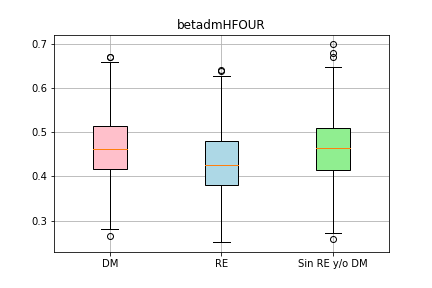 betadmHFOUR
0.7
0.6
0.5
0.4
0.3
DM
RE
Sin RE y/o DM